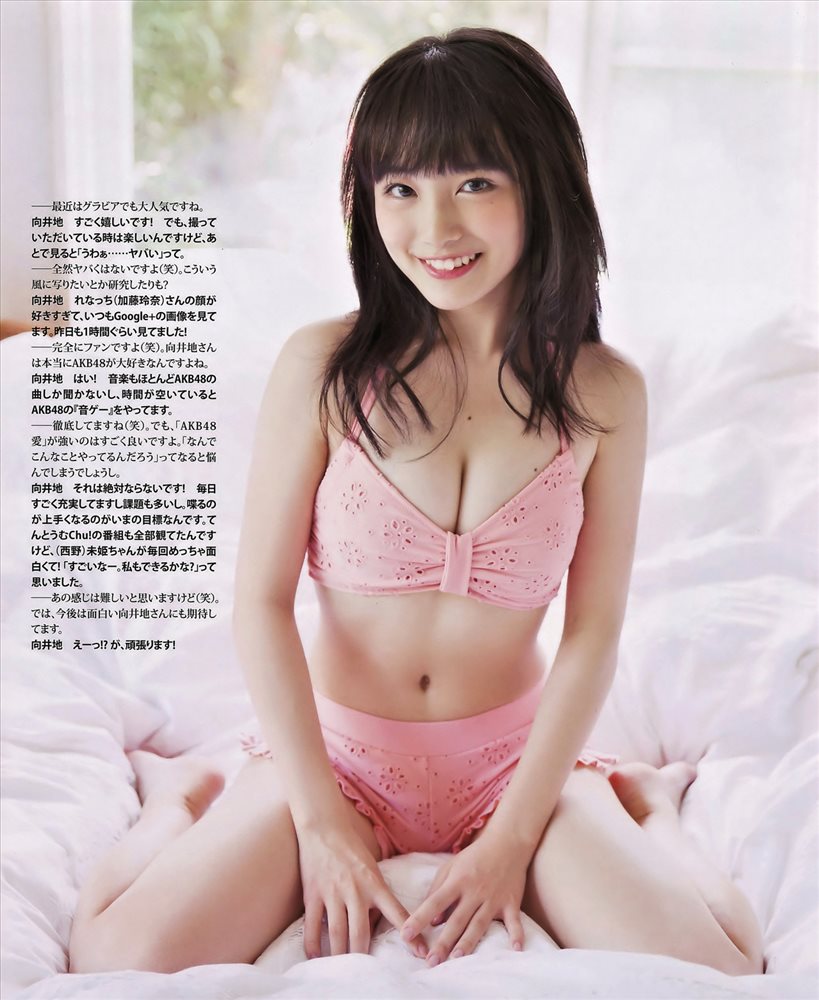 ——最近はグラビアでも大人気ですね。
向井地　すごく嬉しいです!　でも、撮って
いただいている時は楽しいんですけど、あ
とで見ると「うわぁ……ヤバい」って。
——全然ヤバくはないですよ(笑)。こういう
風に写りたいとか研究したりも?
向井地　れなっち(加藤玲奈)さんの顔が
好きすぎて、いつもGoogle+の画像を見て
ます。昨日も1時間ぐらい見てました!
——完全にファンですよ(笑)。向井地さん
は本当にAKB48が大好きなんですよね。
向井地　はい!　音楽もほとんどAKB48の
曲しか聞かないし、時間が空いていると
AKB48の『音ゲー』をやってます。
——徹底してますね(笑)。でも、「AKB48
愛」が強いのはすごく良いですよ。「なんで
こんなことやってるんだろう」ってなると悩
んでしまうでしょうし。
向井地　それは絶対ならないです!　毎日
すごく充実してますし課題も多いし。喋るの
が上手くなるのがいまの目標なんです。て
んとうむChu!の番組も全部観てたんです
けど、(西野)未姫ちゃんが毎回めっちゃ面
白くて!「すごいなー。私もできるかな?」って
思いました。
——あの感じは難しいと思いますけど(笑)。
では、今後は面白い向井地さんにも期待し
てます。
向井地　えーっ!? が、頑張ります!